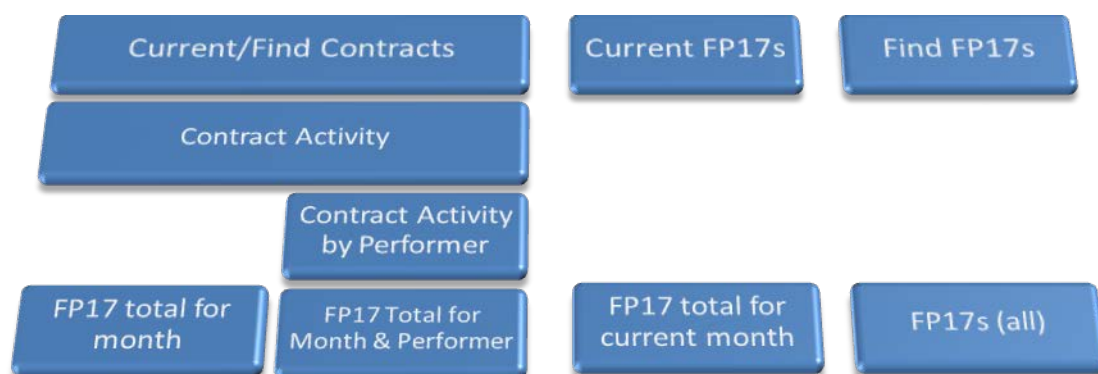 Current/Find Contracts
Current FP17s
Find FP17s
Contract Activity
Contract Activity
by Performer
FP17 total for
month
FP17 Total for
Month & Performer
FP17 total for
current month
FP17s (all)